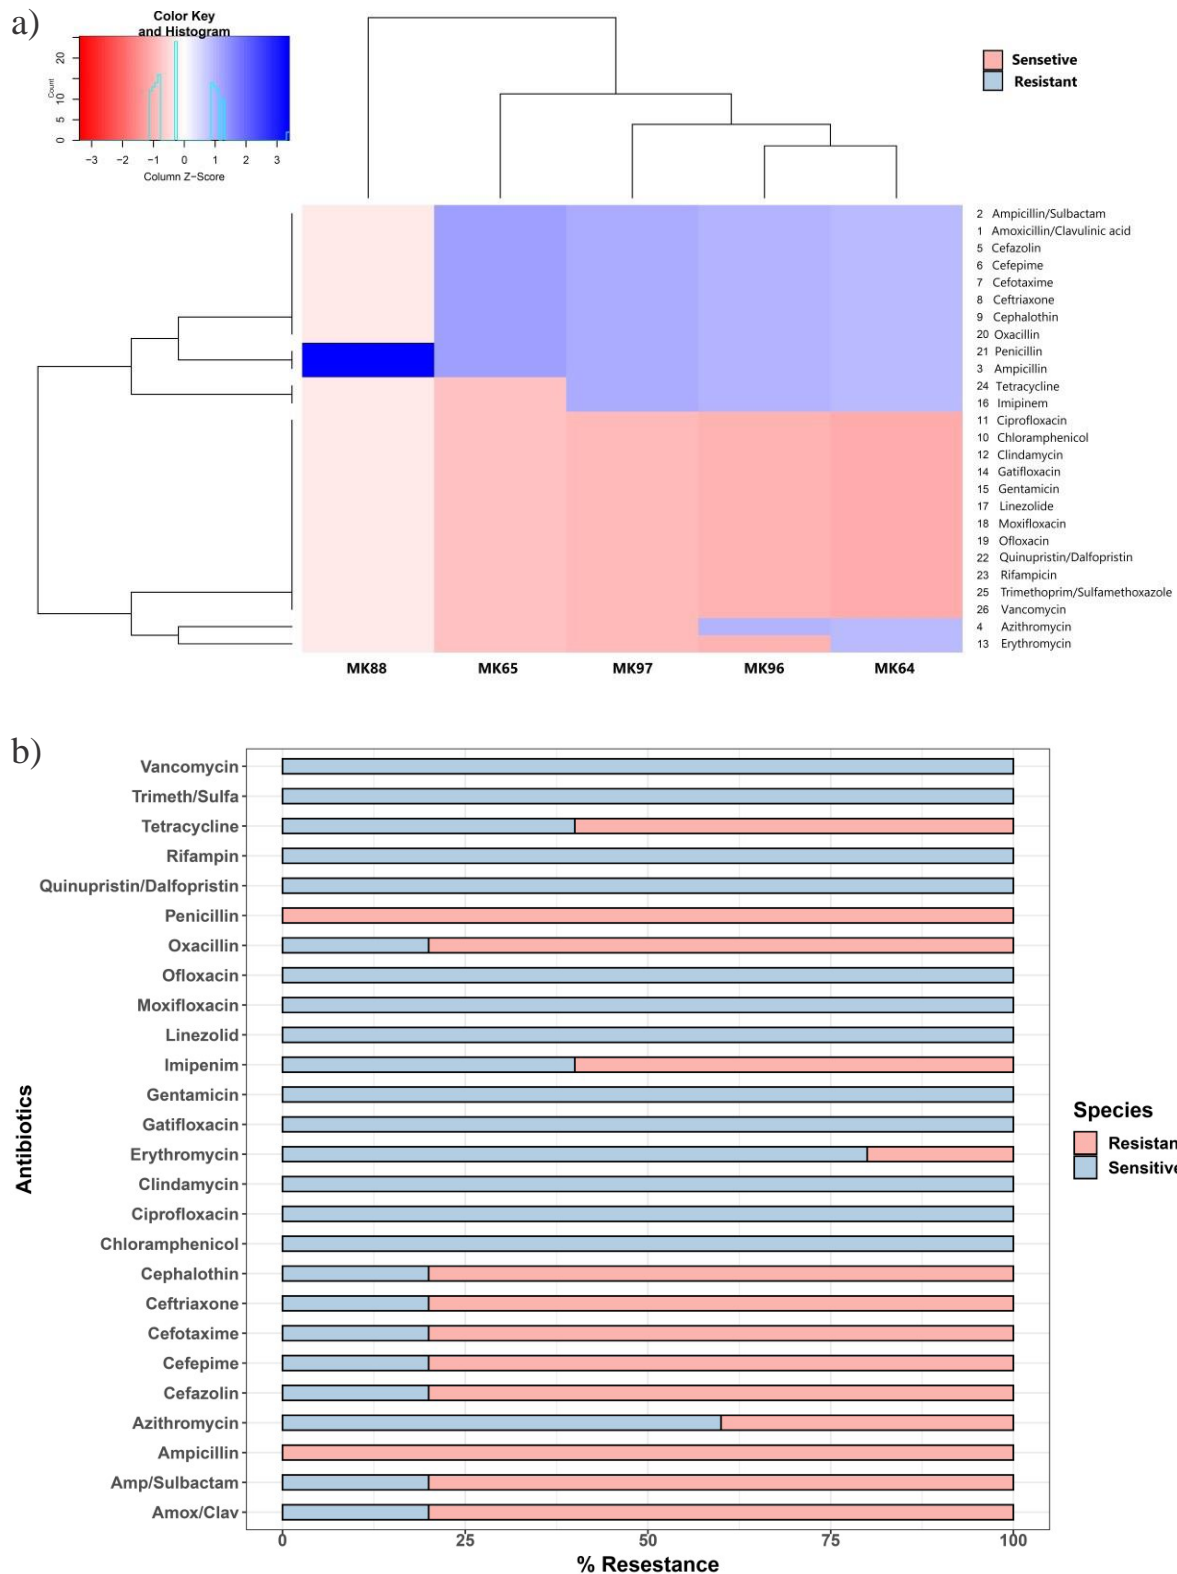 a)
Color Key
and Histogram
Count
0 5 10 20
−3 −2 −1 0 1 2 3
Column Z−Score
Sensetive
Resistant
2 Ampicillin/Sulbactam
1 Amoxicillin/Clavulinic acid
5 Cefazolin
6 Cefepime
7 Cefotaxime
8 Ceftriaxone
9 Cephalothin
20 Oxacillin
21 Penicillin
3 Ampicillin
24 Tetracycline
16 Imipinem
11 Ciprofloxacin
10 Chloramphenicol
12 Clindamycin
14 Gatifloxacin
15 Gentamicin
17 Linezolide
18 Moxifloxacin
19 Ofloxacin
22 Quinupristin/Dalfopristin
23 Rifampicin
25 Trimethoprim/Sulfamethoxazole
26 Vancomycin
4 Azithromycin
13 Erythromycin
MK88 MK65 MK97 MK96 MK64
b)
Antibiotics
Vancomycin
Trimeth/Sulfa
Tetracycline
Rifampin
Quinupristin/Dalfopristin
Penicillin
Oxacillin
Ofloxacin
Moxifloxacin
Linezolid
Imipenim
Gentamicin
Gatifloxacin
Erythromycin
Clindamycin
Ciprofloxacin
Chloramphenicol
Cephalothin
Ceftriaxone
Cefotaxime
Cefepime
Cefazolin
Azithromycin
Ampicillin
Amp/Sulbactam
Amox/Clav
0 25 50 75 100
% Resestance
Species
Resistan
Sensitive